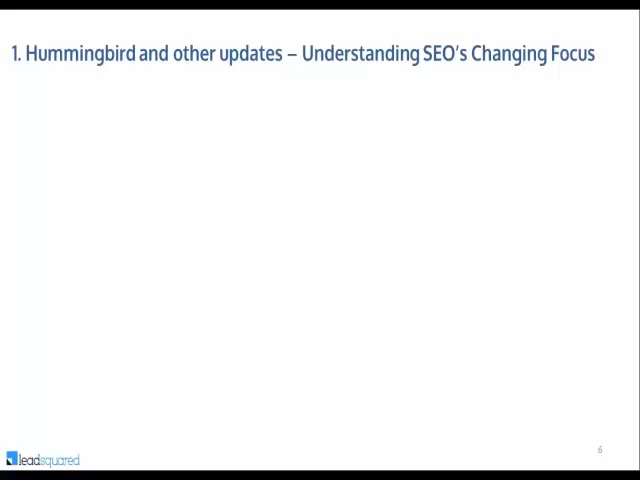 1. Hummingbird and other updates – Understanding SEO's Changing Focus
6
leadsquared